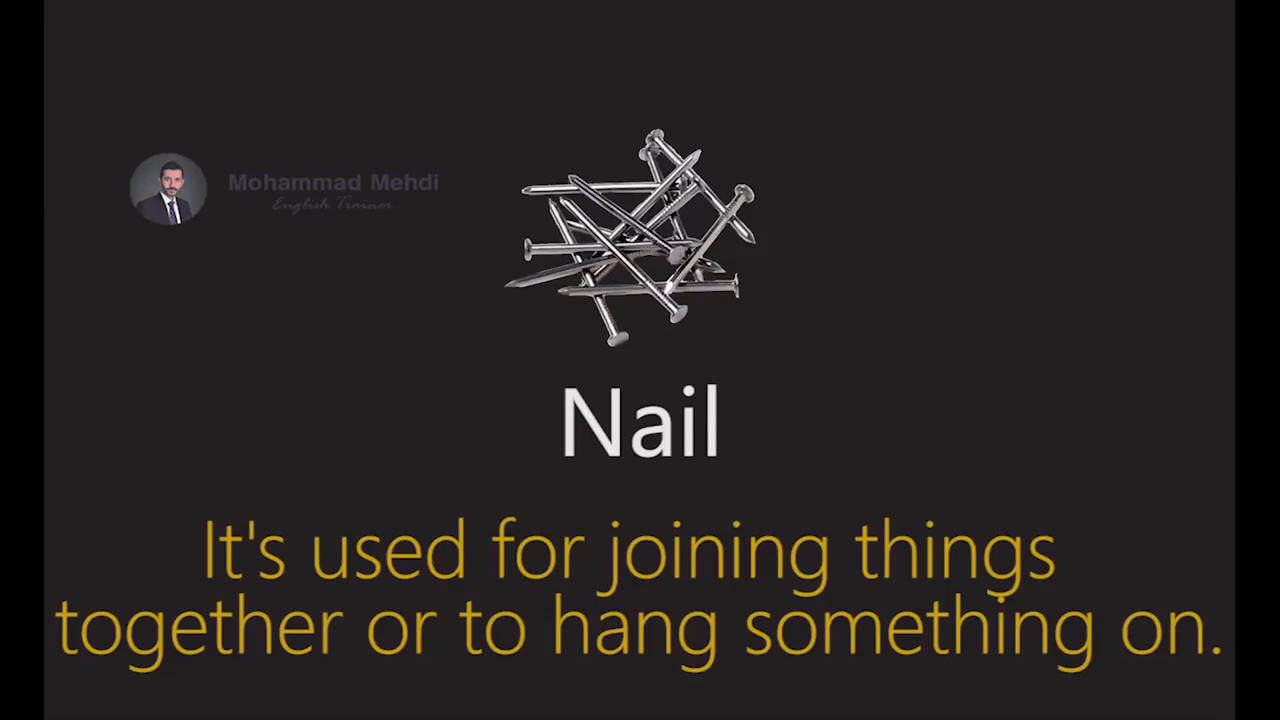 Mohammad Mehdi
English Trainer
Nail
It's used for joining things
together or to hang something on.